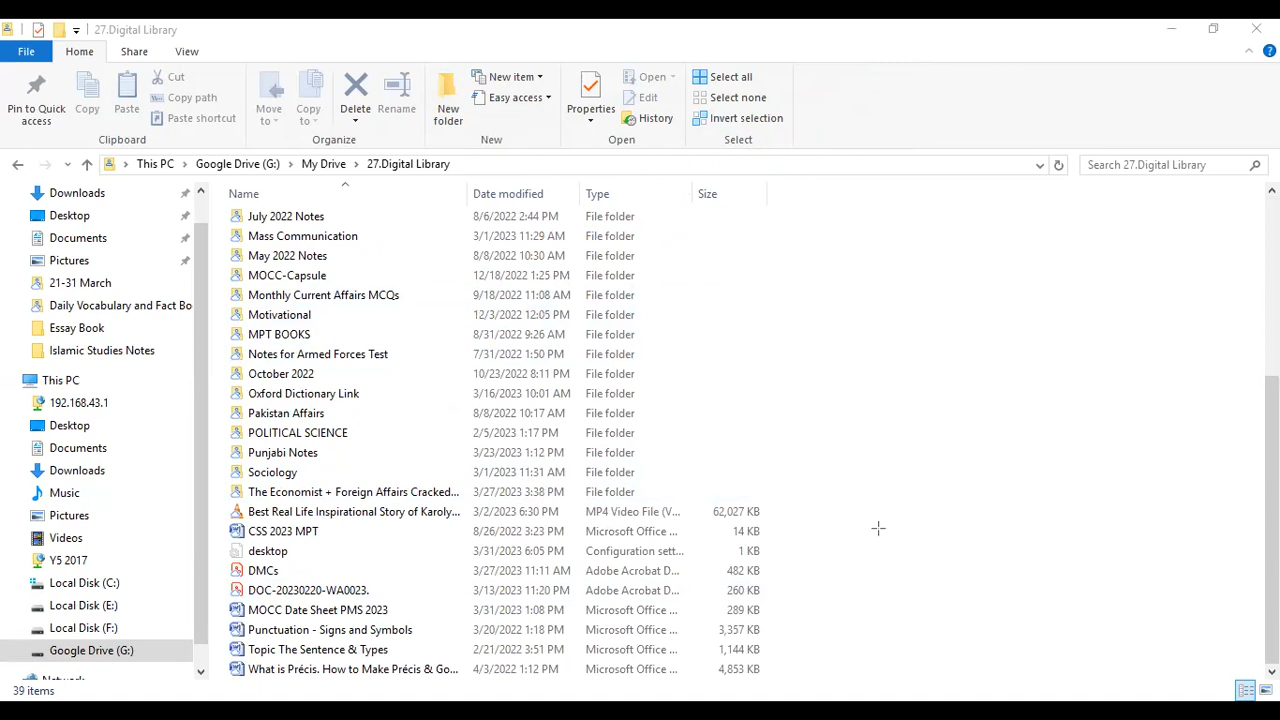 27.Digital Library
File Home Share View
Cut
Copy path
Paste shortcut
Pin to Quick access
Copy
Paste
Clipboard
Move to
Copy to
Delete
Rename
Organize
New item
Easy access
New folder
New
Properties
Open
Edit
History
Open
Select all
Select none
Invert selection
Select
This PC > Google Drive (G:) > My Drive > 27.Digital Library
Search 27.Digital Library
Downloads
Desktop
Documents
Pictures
21-31 March
Daily Vocabulary and Fact Bo
Essay Book
Islamic Studies Notes
This PC
192.168.43.1
Desktop
Documents
Downloads
Music
Pictures
Videos
Y5 2017
Local Disk (C:)
Local Disk (E:)
Local Disk (F:)
Google Drive (G:)
Network
Name Date modified Type Size
July 2022 Notes 8/6/2022 2:44 PM File folder
Mass Communication 3/1/2023 11:29 AM File folder
May 2022 Notes 8/8/2022 10:30 AM File folder
MOCC-Capsule 12/18/2022 1:25 PM File folder
Monthly Current Affairs MCQs 9/18/2022 11:08 AM File folder
Motivational 12/3/2022 12:05 PM File folder
MPT BOOKS 8/31/2022 9:26 AM File folder
Notes for Armed Forces Test 7/31/2022 1:50 PM File folder
October 2022 10/23/2022 8:11 PM File folder
Oxford Dictionary Link 3/16/2023 10:01 AM File folder
Pakistan Affairs 8/8/2022 10:17 AM File folder
POLITICAL SCIENCE 2/5/2023 1:17 PM File folder
Punjabi Notes 3/23/2023 1:12 PM File folder
Sociology 3/1/2023 11:31 AM File folder
The Economist + Foreign Affairs Cracked... 3/27/2023 3:38 PM File folder
Best Real Life Inspirational Story of Karoly... 3/2/2023 6:30 PM MP4 Video File (V... 62,027 KB
CSS 2023 MPT 8/26/2022 3:23 PM Microsoft Office ... 14 KB
desktop 3/31/2023 6:05 PM Configuration sett... 1 KB
DMCs 3/27/2023 11:11 AM Adobe Acrobat D... 482 KB
DOC-20230220-WA0023. 3/13/2023 11:20 PM Adobe Acrobat D... 260 KB
MOCC Date Sheet PMS 2023 3/31/2023 1:08 PM Microsoft Office ... 289 KB
Punctuation - Signs and Symbols 3/20/2022 1:18 PM Microsoft Office ... 3,357 KB
Topic The Sentence & Types 2/21/2022 3:51 PM Microsoft Office ... 1,144 KB
What is Précis. How to Make Précis & Go... 4/3/2022 1:12 PM Microsoft Office ... 4,853 KB
39 items